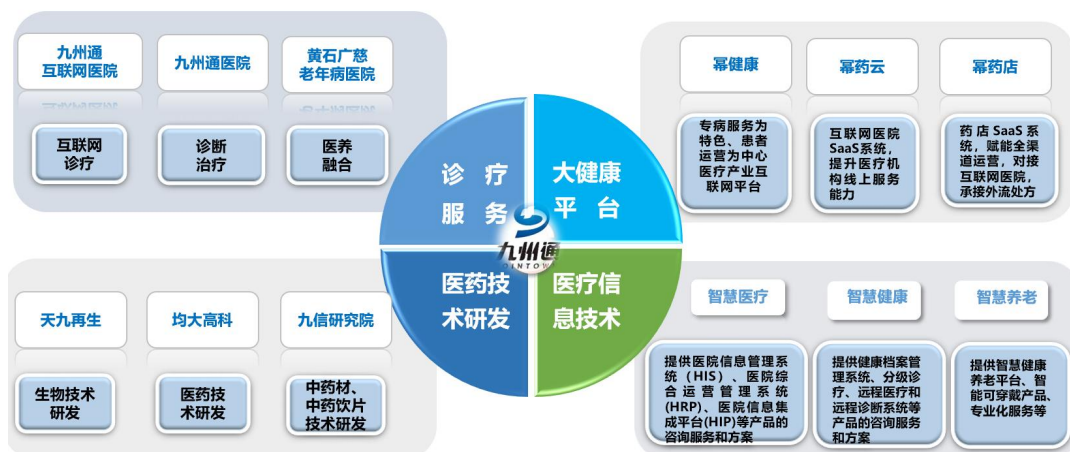 九州通
互联网医院
九州通医院
黄石广慈
老年病医院
互联网
诊疗
诊断
治疗
医养
融合
幂健康
幂药云
幂药店
专病服务为
特色、患者
运营为中心
医疗产业互
联网平台
互联网医院
SaaS系统，
提升医疗机
构线上服务
能力
药店SaaS系
统，赋能全渠
道运营，对接
互联网医院，
承接外流处方
诊 疗
服 务
大健康
平 台
九州通
JOINTOWN
医药技
术研发
医疗信
息技术
天九再生
均大高科
九信研究院
生物技术
研发
医药技
术研发
中药材、
中药饮片
技术研发
智慧医疗
智慧健康
智慧养老
提供医院信息管理系
统（HIS）、医院综
合运营管理系统
(HRP)、医院信息集
成平台(HIP)等产品的
咨询服务和方案
提供健康档案管
理系统、分级诊
疗、远程医疗和
远程诊断系统等
产品的咨询服务
和方案
提供智慧健康
养老平台、智
能可穿戴产品、
专业化服务等